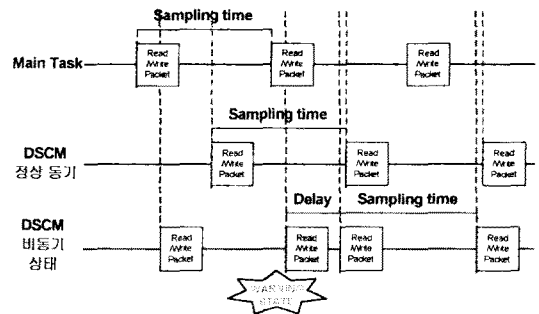 Sampling time
Main Task
Read
/Write
Packet
Read
/Write
Packet
Read
/Write
Packet
Sampling time
DSCM
정상 동기
Read
/Write
Packet
Read
/Write
Packet
Read
/Write
Packet
Delay
Sampling time
DSCM
비동기
상태
Read
/Write
Packet
Read
/Write
Packet
Read
/Write
Packet
Read
/Write
Packet
WARNING
STATE